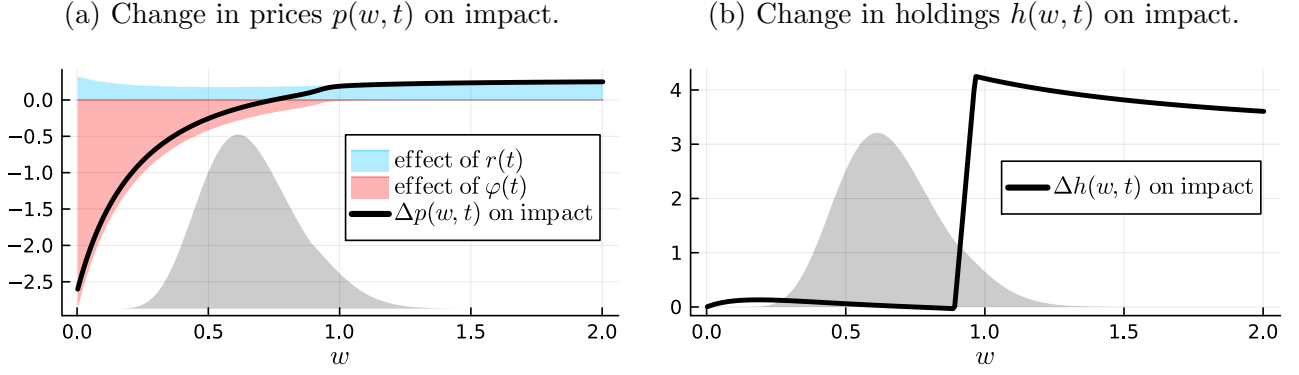 (a) Change in prices p(w, t) on impact.
0.0
−0.5
−1.0
−1.5
−2.0
−2.5
effect of r(t)
effect of φ(t)
Δp(w, t) on impact
0.0 0.5 1.0 1.5 2.0
w
(b) Change in holdings h(w, t) on impact.
4
3
2
1
0
Δh(w, t) on impact
0.0 0.5 1.0 1.5 2.0
w